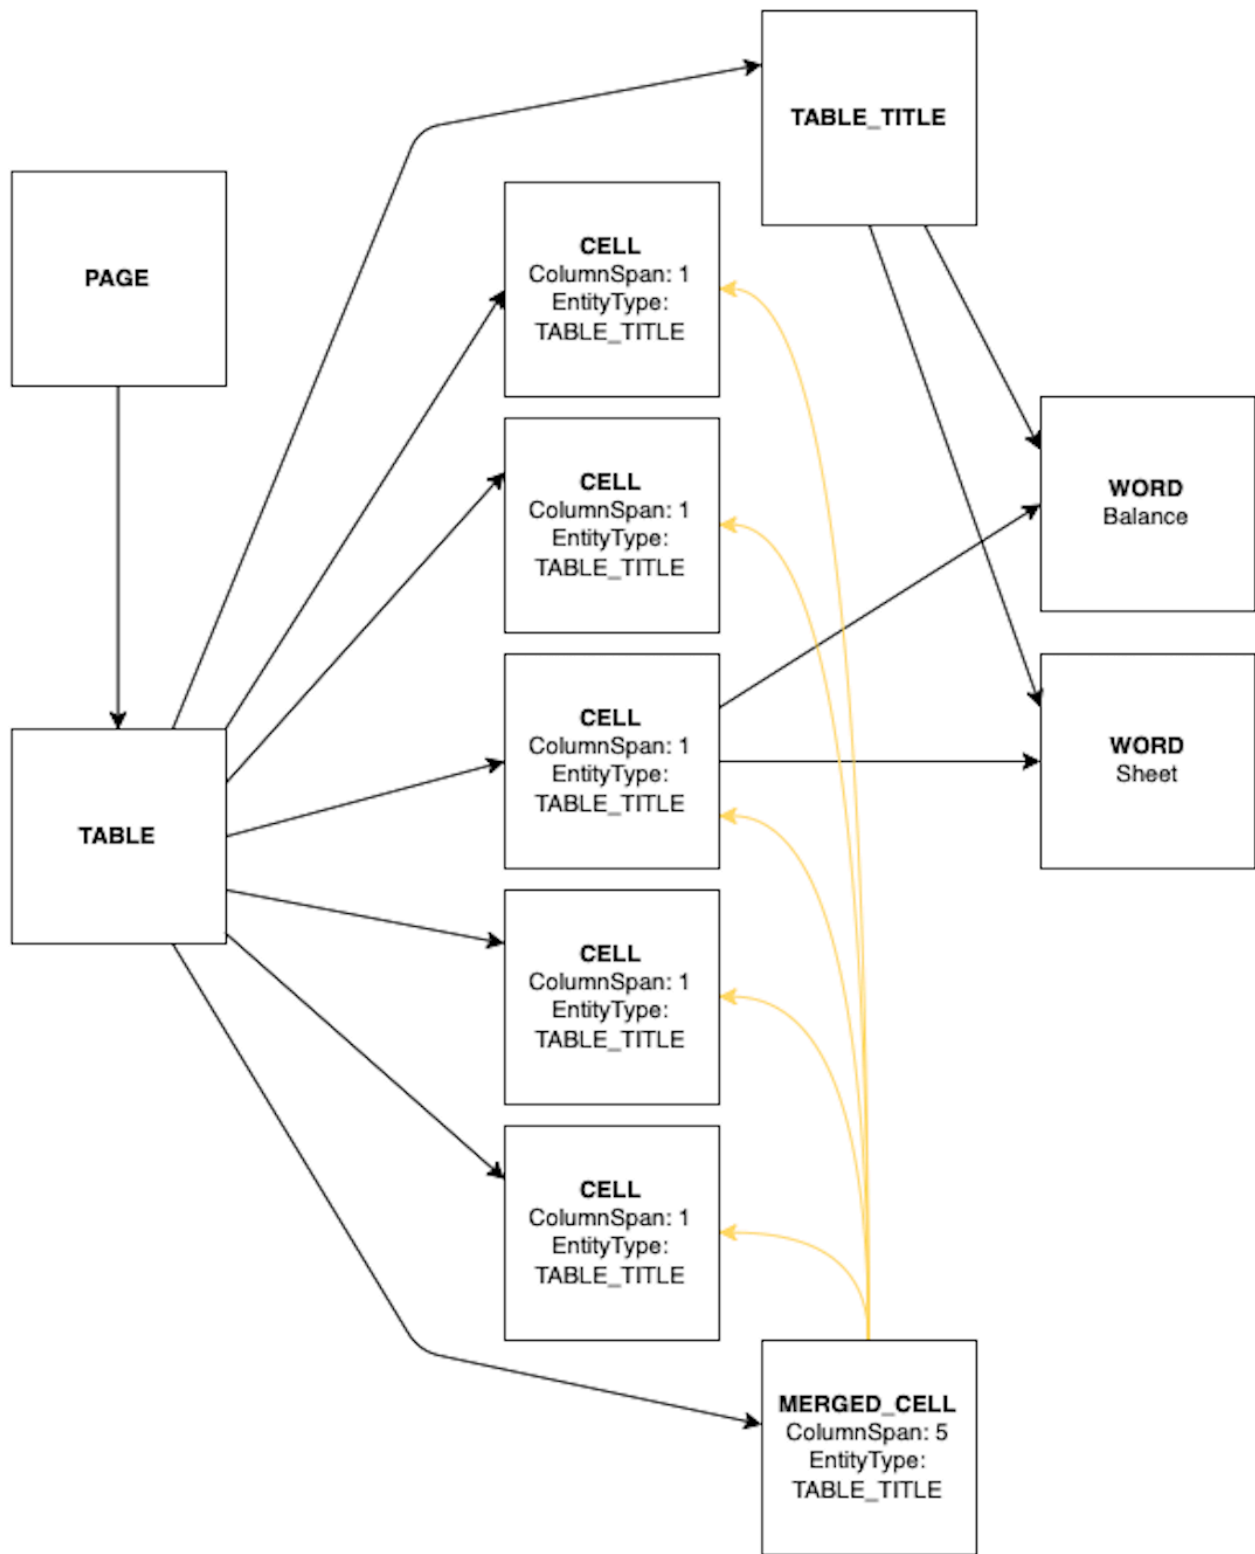 TABLE_TITLE
PAGE
CELL
ColumnSpan: 1
EntityType:
TABLE_TITLE
CELL
ColumnSpan: 1
EntityType:
TABLE_TITLE
WORD
Balance
CELL
ColumnSpan: 1
EntityType:
TABLE_TITLE
WORD
Sheet
TABLE
CELL
ColumnSpan: 1
EntityType:
TABLE_TITLE
CELL
ColumnSpan: 1
EntityType:
TABLE_TITLE
MERGED_CELL
ColumnSpan: 5
EntityType:
TABLE_TITLE